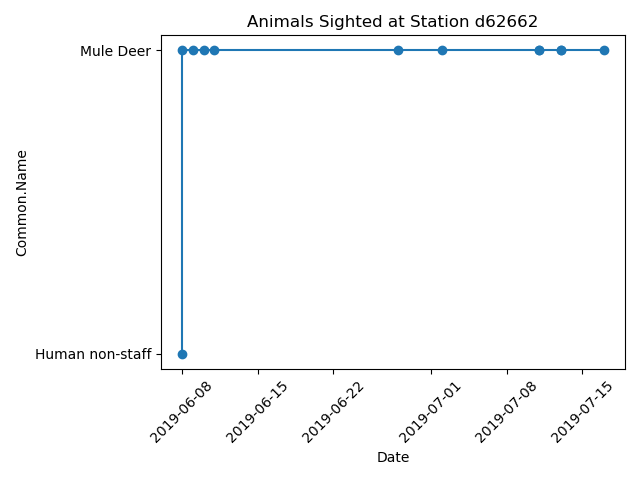 Animals Sighted at Station d62662
Mule Deer
Common.Name
Human non-staff
2019-06-08
2019-06-15
2019-06-22
2019-07-01
2019-07-08
2019-07-15
Date